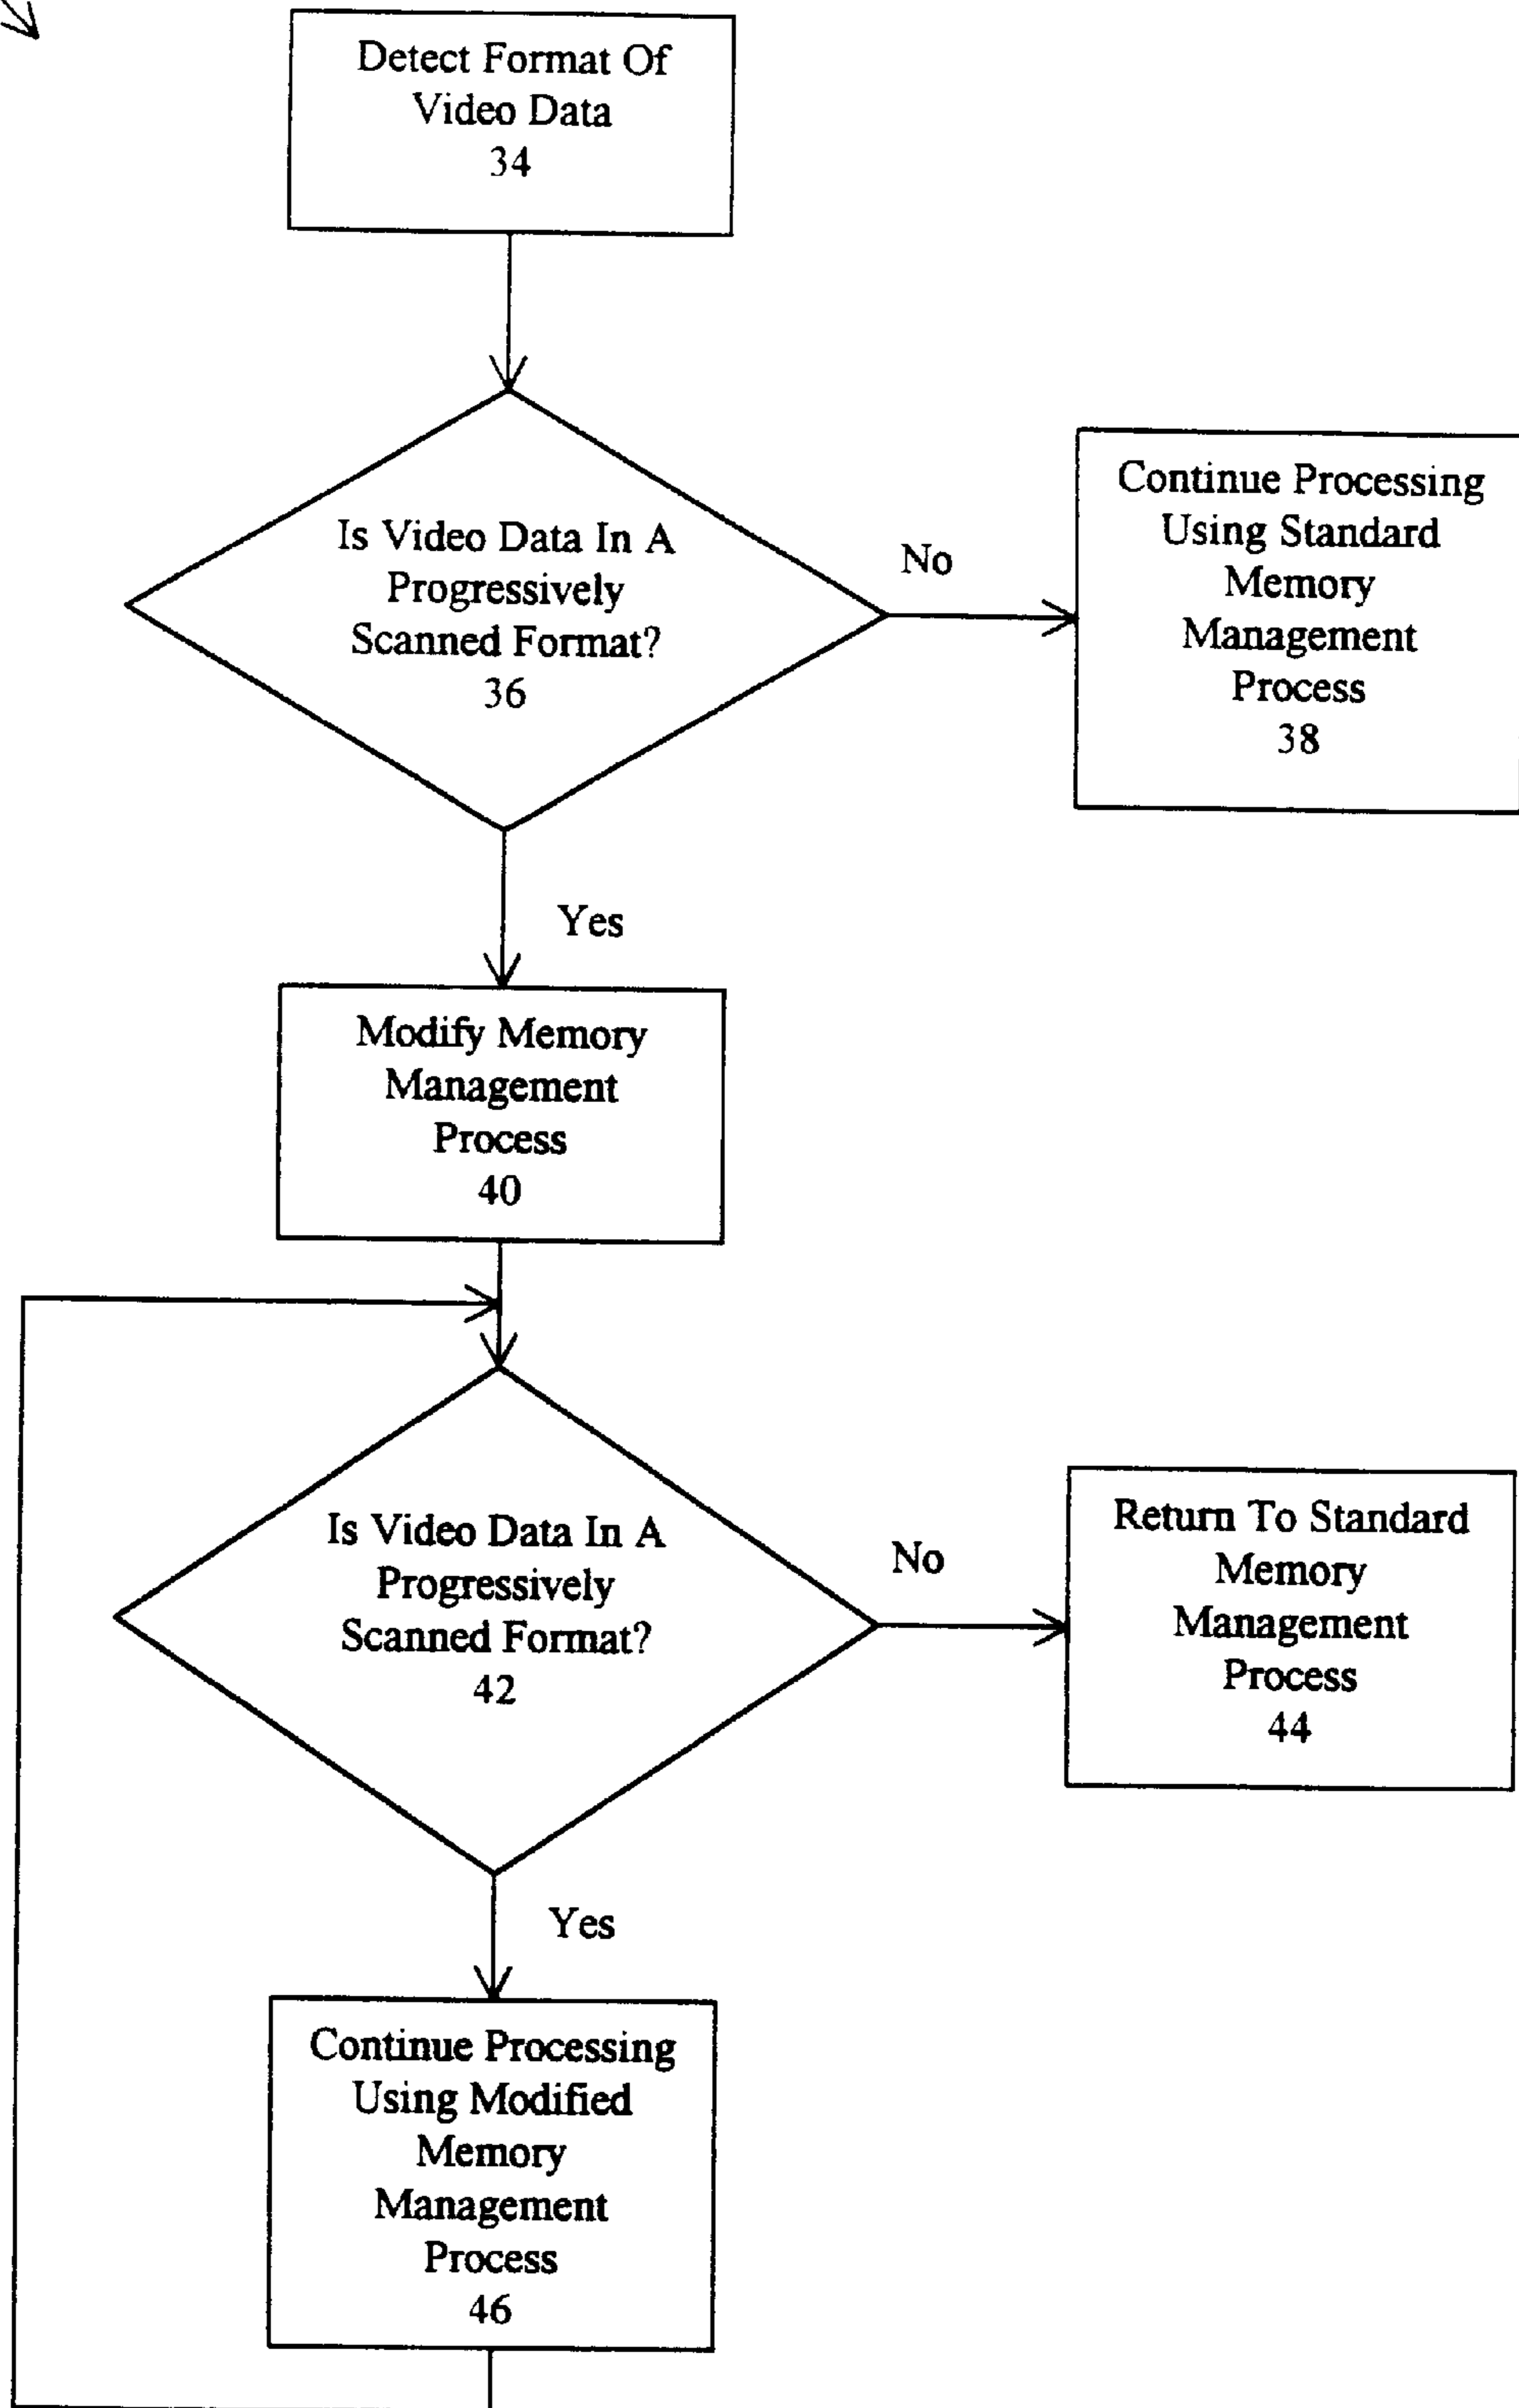 Detect Format Of
Video Data
34
Is Video Data In A
Progressively
Scanned Format?
36
No
Continue Processing
Using Standard
Memory
Management
Process
38
Yes
Modify Memory
Management
Process
40
Is Video Data In A
Progressively
Scanned Format?
42
No
Return To Standard
Memory
Management
Process
44
Yes
Continue Processing
Using Modified
Memory
Management
Process
46